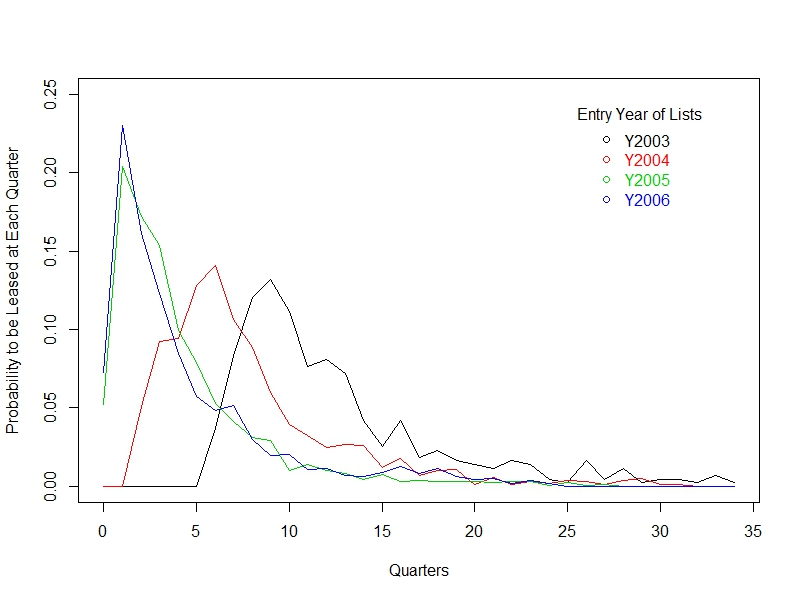 Entry Year of Lists
Y2003
Y2004
Y2005
Y2006
Probability to be Leased at Each Quarter
0.25
0.20
0.15
0.10
0.05
0.00
0 5 10 15 20 25 30 35
Quarters